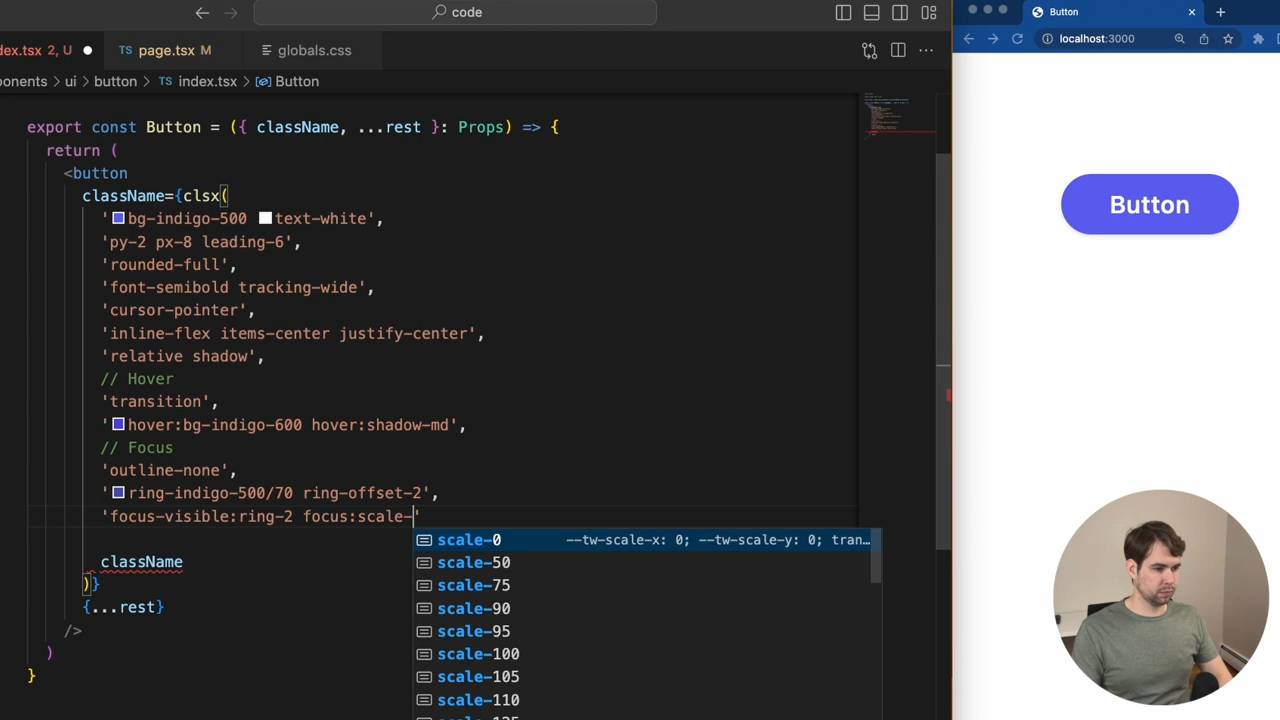 code
Button
localhost:3000
dex.tsx 2, U
TS page.tsx M
globals.css
onents > ui > button > TS index.tsx > Button
export const Button = ({ className, ...rest }: Props) => {
return (
<button
className={clsx(
'bg-indigo-500 text-white',
'py-2 px-8 leading-6',
'rounded-full',
'font-semibold tracking-wide',
'cursor-pointer',
'inline-flex items-center justify-center',
'relative shadow',
// Hover
'transition',
'hover:bg-indigo-600 hover:shadow-md',
// Focus
'outline-none',
'ring-indigo-500/70 ring-offset-2',
'focus-visible:ring-2 focus:scale-'
scale-0 --tw-scale-x: 0; --tw-scale-y: 0; tran…
scale-50
scale-75
scale-90
scale-95
scale-100
scale-105
scale-110
className
)}
{...rest}
/>
)
}
Button